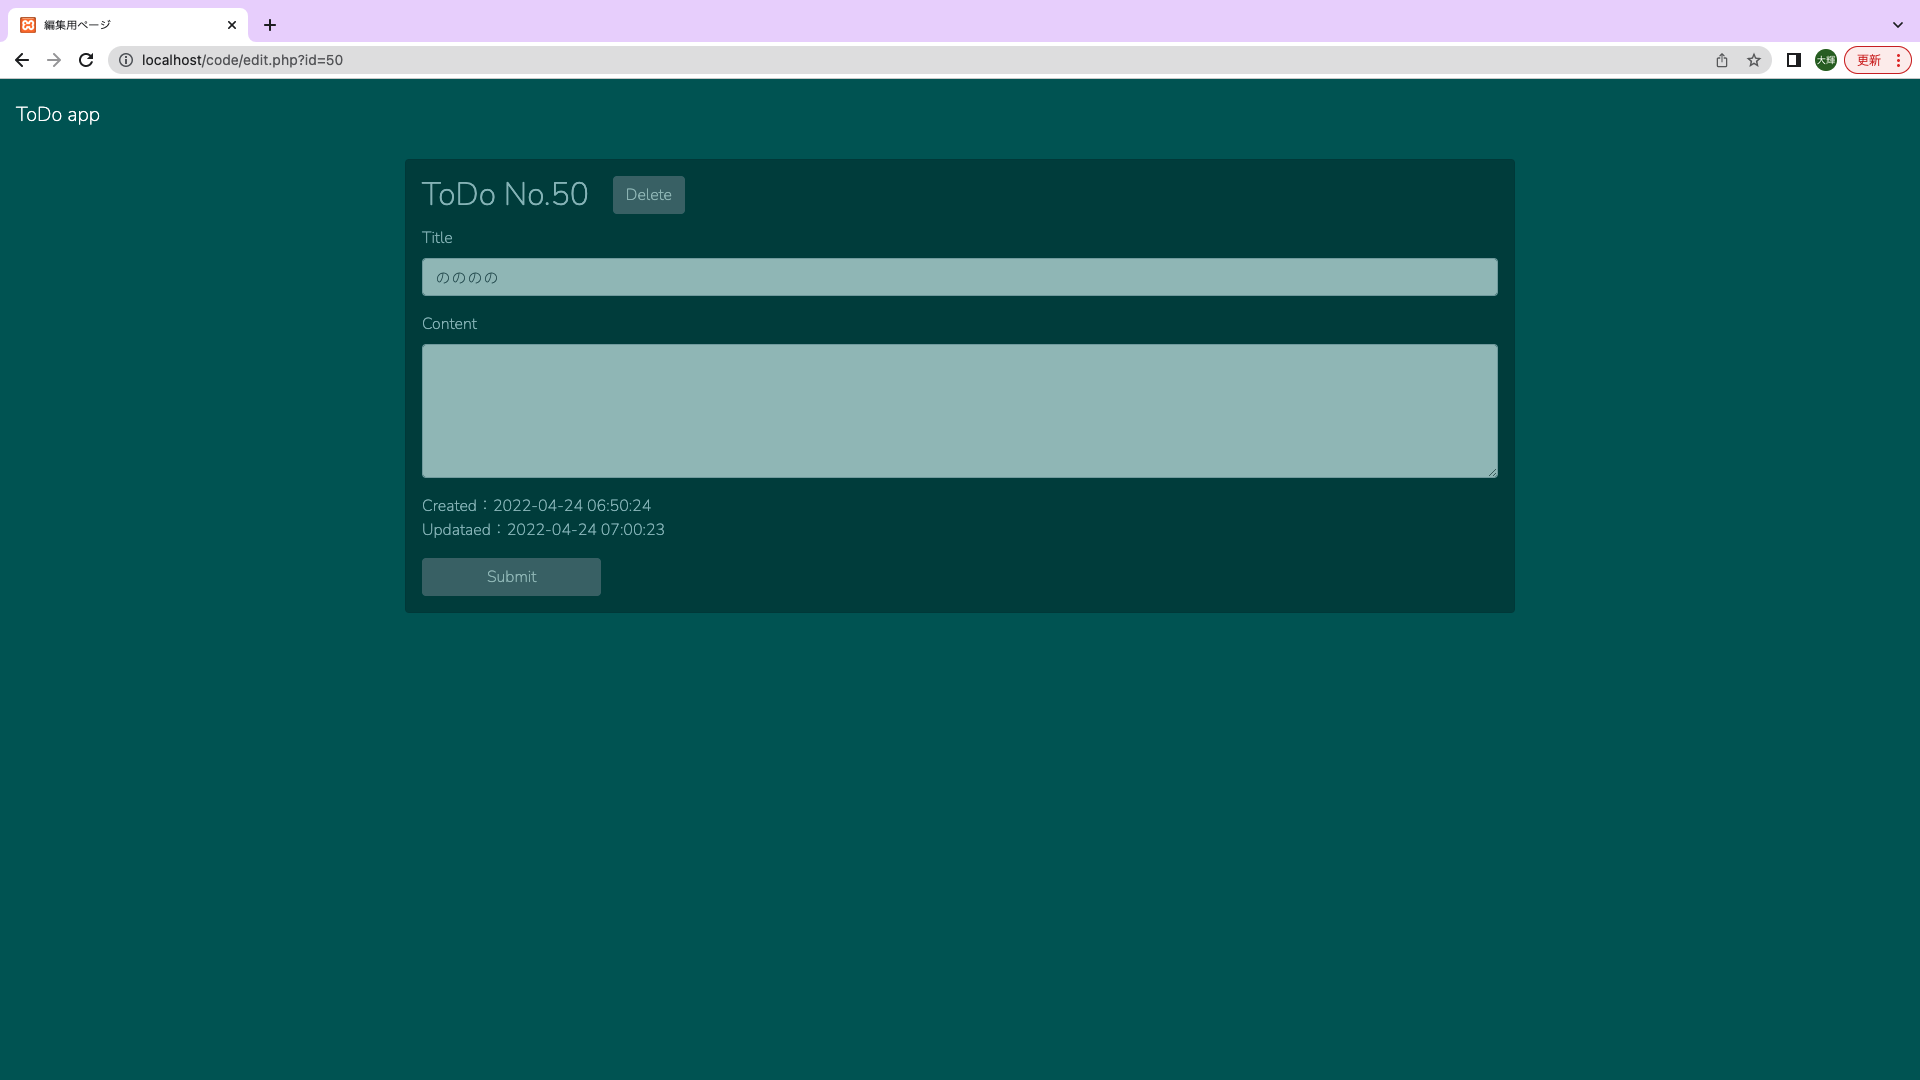 編集用ページ
localhost/code/edit.php?id=50
大輝
更新
ToDo app
ToDo No.50
Delete
Title
のののの
Content
Created：2022-04-24 06:50:24
Updataed：2022-04-24 07:00:23
Submit